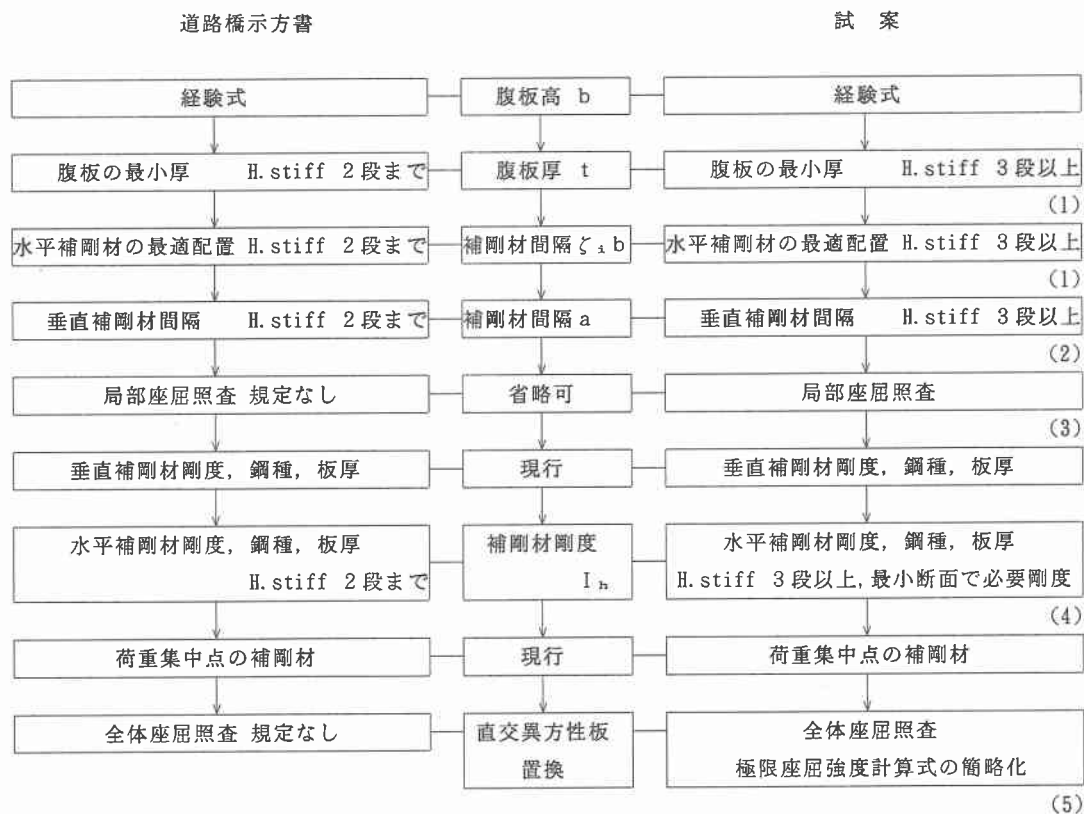 道路橋示方書
試 案
経験式
腹板高 b
経験式
腹板の最小厚 H.stiff 2段まで
腹板厚 t
腹板の最小厚 H.stiff 3段以上
(1)
水平補剛材の最適配置 H.stiff 2段まで
補剛材間隔ζᵢb
水平補剛材の最適配置 H.stiff 3段以上
(1)
垂直補剛材間隔 H.stiff 2段まで
補剛材間隔a
垂直補剛材間隔 H.stiff 3段以上
(2)
局部座屈照査 規定なし
省略可
局部座屈照査
(3)
垂直補剛材剛度, 鋼種, 板厚
現行
垂直補剛材剛度, 鋼種, 板厚
水平補剛材剛度, 鋼種, 板厚
H.stiff 2段まで
補剛材剛度
Iₕ
水平補剛材剛度, 鋼種, 板厚
H.stiff 3段以上, 最小断面で必要剛度
(4)
荷重集中点の補剛材
現行
荷重集中点の補剛材
全体座屈照査 規定なし
直交異方性板
置換
全体座屈照査
極限座屈強度計算式の簡略化
(5)